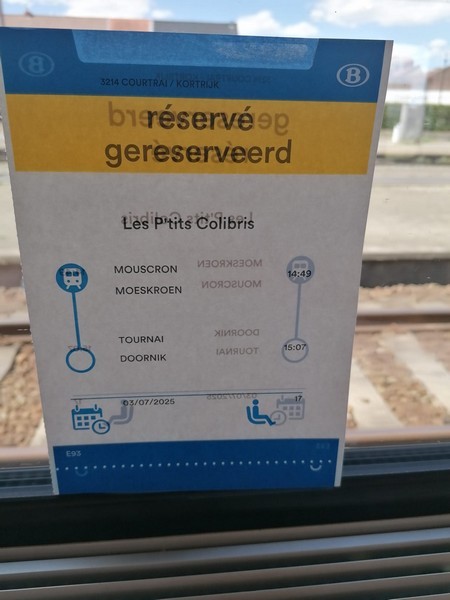 B
3214 COURTRAI / KORTRIJK
réservé
gereserveerd
Les P'tits Colibris
MOUSCRON
MOESKROEN
14:49
TOURNAI
DOORNIK
15:07
03/07/2025
17
E93